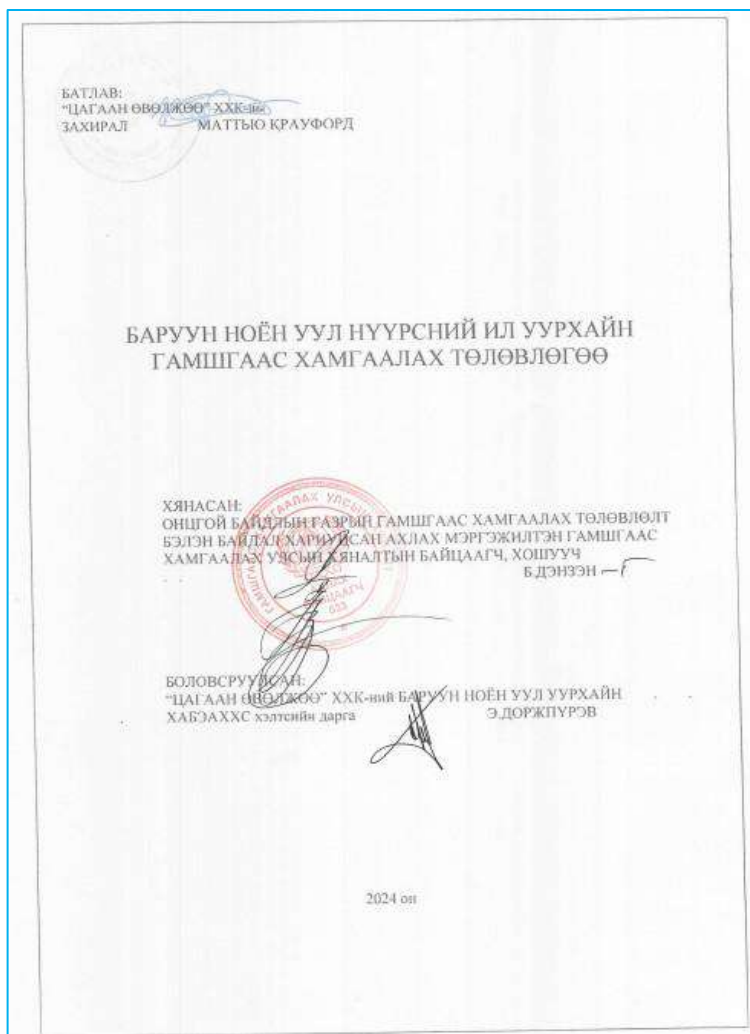 БАТЛАВ:
“ЦАГААН ӨВӨЛЖӨӨ” ХХК-ийн
ЗАХИРАЛ МАТТЬЮ КРАУФОРД
БАРУУН НОЁН УУЛ НҮҮРСНИЙ ИЛ УУРХАЙН
ГАМШГААС ХАМГААЛАХ ТӨЛӨВЛӨГӨӨ
ХЯНАСАН:
ОНЦГОЙ БАЙДЛЫН ГАЗРЫН ГАМШГААС ХАМГААЛАХ ТӨЛӨВЛӨЛТ
БЭЛЭН БАЙДАЛ ХАРИУЦСАН АХЛАХ МЭРГЭЖИЛТЭН ГАМШГААС
ХАМГААЛАХ УЛСЫН ХЯНАЛТЫН БАЙЦААГЧ, ХОШУУЧ
Б.ДЭНЗЭН
БОЛОВСРУУЛСАН:
“ЦАГААН ӨВӨЛЖӨӨ” ХХК-ний БАРУУН НОЁН УУЛ УУРХАЙН
ХАБЭАХХС хэлтсийн дарга Э.ДОРЖПҮРЭВ
2024 он